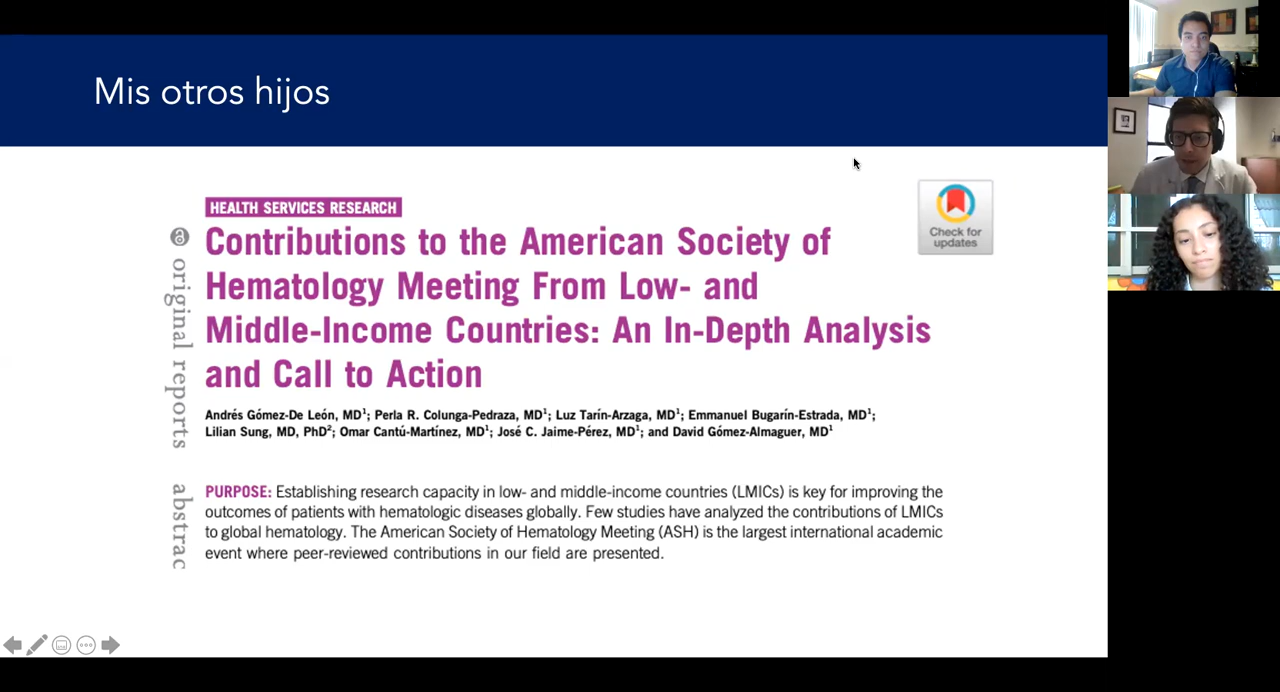 Mis otros hijos
HEALTH SERVICES RESEARCH
Contributions to the American Society of
Hematology Meeting From Low- and
Middle-Income Countries: An In-Depth Analysis
and Call to Action
Check for
updates
original reports
Andrés Gómez-De León, MD1; Perla R. Colunga-Pedraza, MD1; Luz Tarín-Arzaga, MD1; Emmanuel Bugarín-Estrada, MD1;
Lilian Sung, MD, PhD2; Omar Cantú-Martínez, MD1; José C. Jaime-Pérez, MD1; and David Gómez-Almaguer, MD1
abstrac
PURPOSE: Establishing research capacity in low- and middle-income countries (LMICs) is key for improving the
outcomes of patients with hematologic diseases globally. Few studies have analyzed the contributions of LMICs
to global hematology. The American Society of Hematology Meeting (ASH) is the largest international academic
event where peer-reviewed contributions in our field are presented.